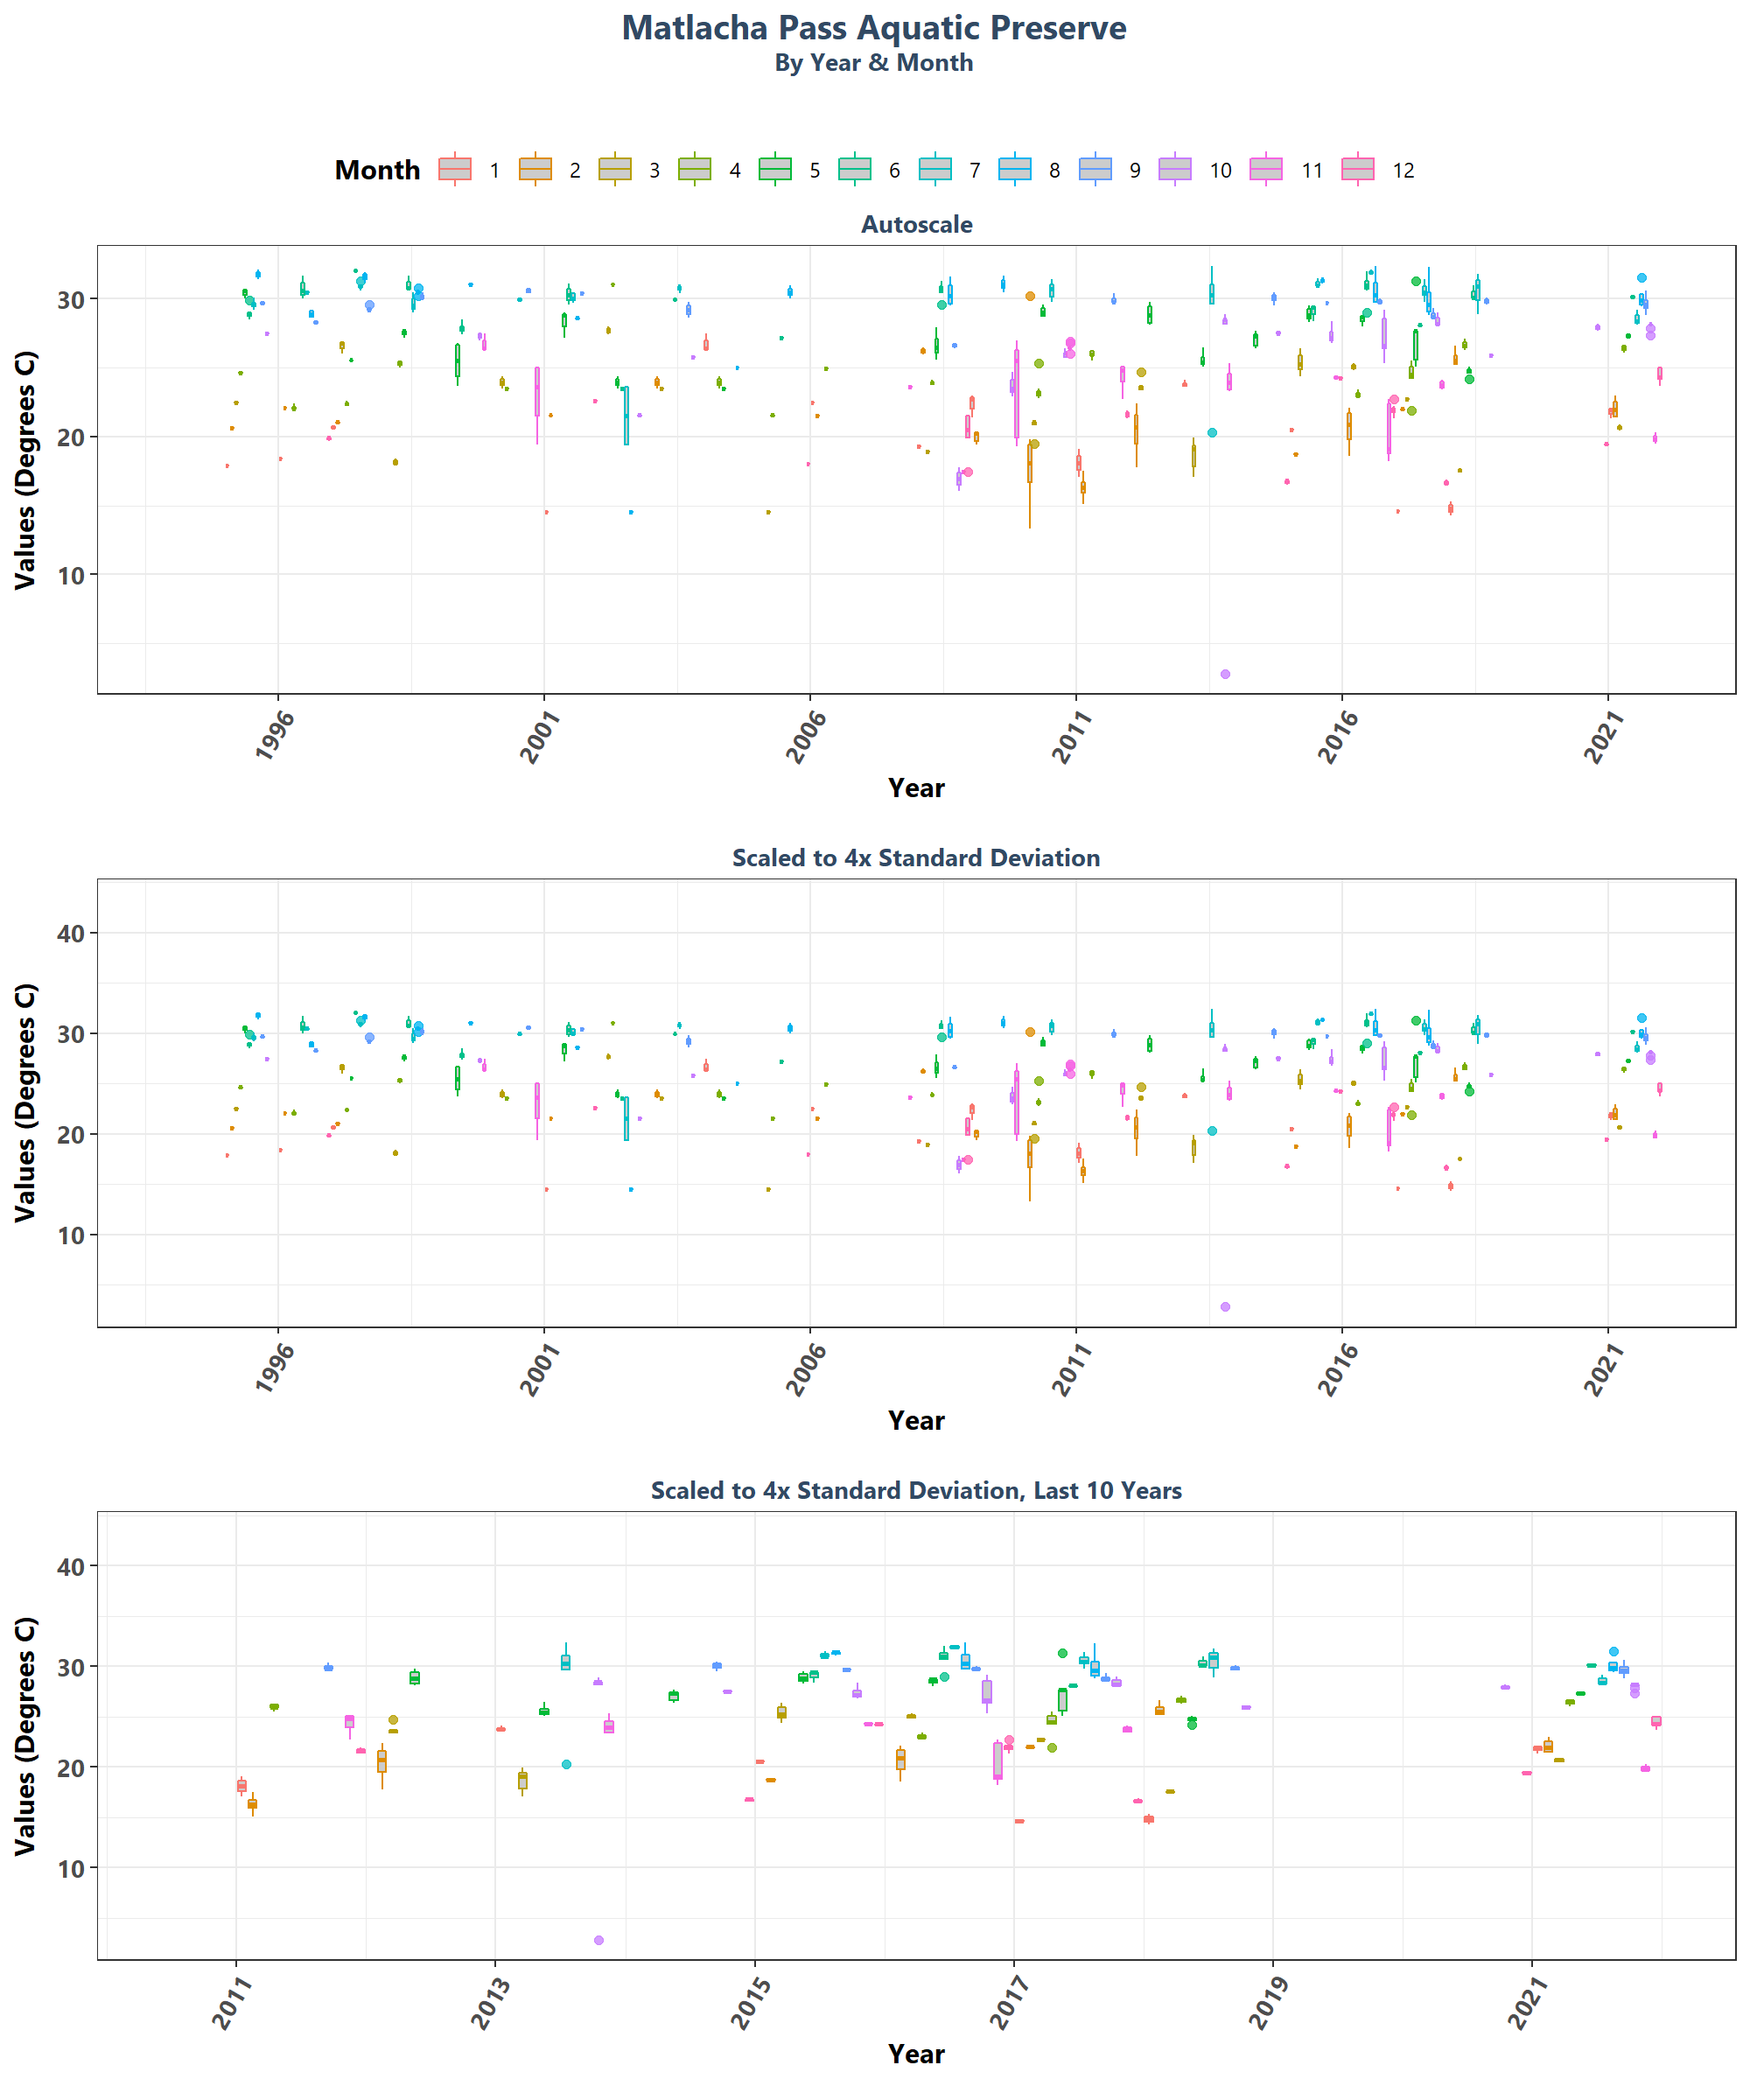 Matlacha Pass Aquatic Preserve
By Year & Month
Month 1 2 3 4 5 6 7 8 9 10 11 12
Autoscale
Values (Degrees C)
30
20
10
1996 2001 2006 2011 2016 2021
Year
Scaled to 4x Standard Deviation
Values (Degrees C)
40
30
20
10
1996 2001 2006 2011 2016 2021
Year
Scaled to 4x Standard Deviation, Last 10 Years
Values (Degrees C)
40
30
20
10
2011 2013 2015 2017 2019 2021
Year